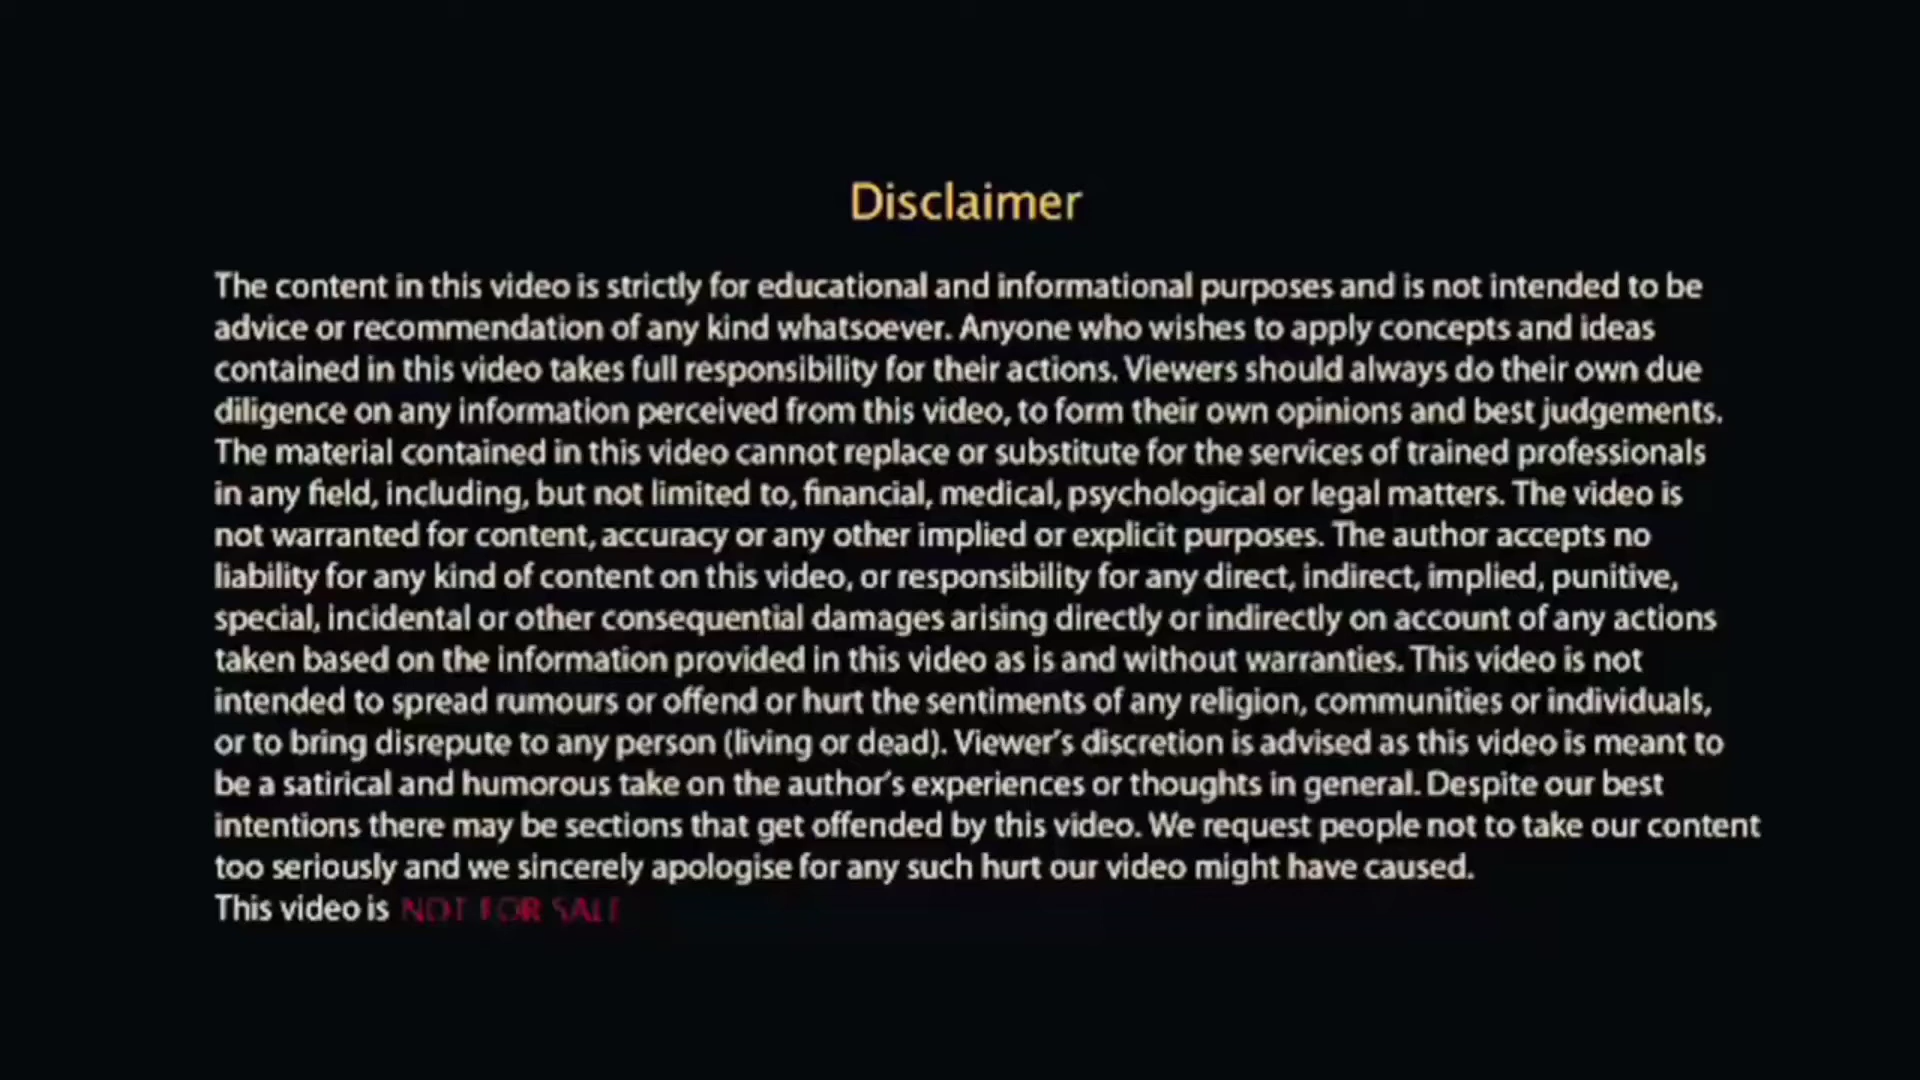 Disclaimer
The content in this video is strictly for educational and informational purposes and is not intended to be
advice or recommendation of any kind whatsoever. Anyone who wishes to apply concepts and ideas
contained in this video takes full responsibility for their actions. Viewers should always do their own due
diligence on any information perceived from this video, to form their own opinions and best judgements.
The material contained in this video cannot replace or substitute for the services of trained professionals
in any field, including, but not limited to, financial, medical, psychological or legal matters. The video is
not warranted for content, accuracy or any other implied or explicit purposes. The author accepts no
liability for any kind of content on this video, or responsibility for any direct, indirect, implied, punitive,
special, incidental or other consequential damages arising directly or indirectly on account of any actions
taken based on the information provided in this video as is and without warranties. This video is not
intended to spread rumours or offend or hurt the sentiments of any religion, communities or individuals,
or to bring disrepute to any person (living or dead). Viewer's discretion is advised as this video is meant to
be a satirical and humorous take on the author's experiences or thoughts in general. Despite our best
intentions there may be sections that get offended by this video. We request people not to take our content
too seriously and we sincerely apologise for any such hurt our video might have caused.
This video is NOT FOR SALE